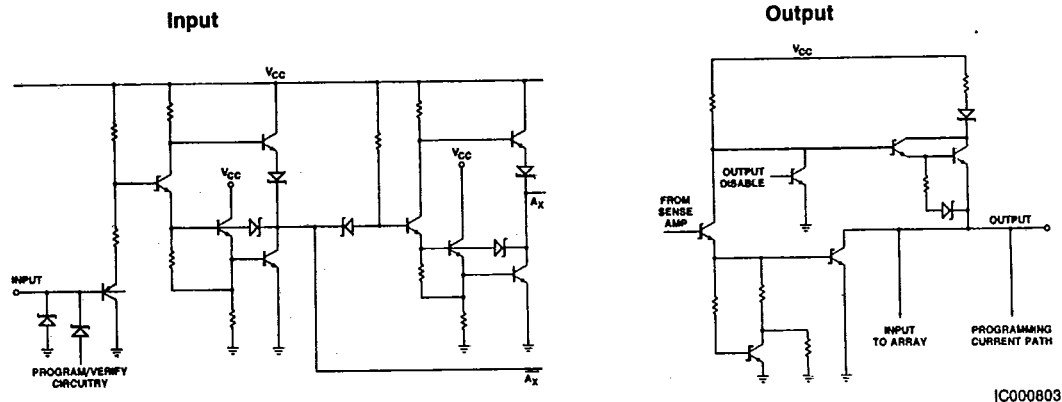 Input
Output
VCC
VCC
VCC
VCC
AX
OUTPUT
DISABLE
FROM
SENSE
AMP
OUTPUT
INPUT
PROGRAM/VERIFY
CIRCUITRY
INPUT
TO ARRAY
PROGRAMMING
CURRENT PATH
AX
IC000803